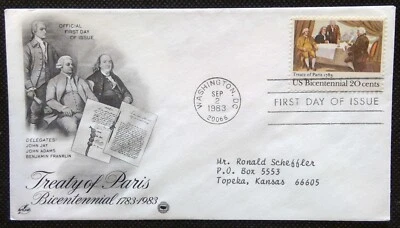 OFFICIAL
FIRST DAY
OF ISSUE
DELEGATES:
JOHN JAY
JOHN ADAMS
BENJAMIN FRANKLIN
Treaty of Paris
Bicentennial 1783-1983
WASHINGTON, DC
SEP
2
1983
20066
Treaty of Paris 1783
US Bicentennial 20 cents
FIRST DAY OF ISSUE
Mr. Ronald Scheffler
P.O. Box 5553
Topeka, Kansas 66605